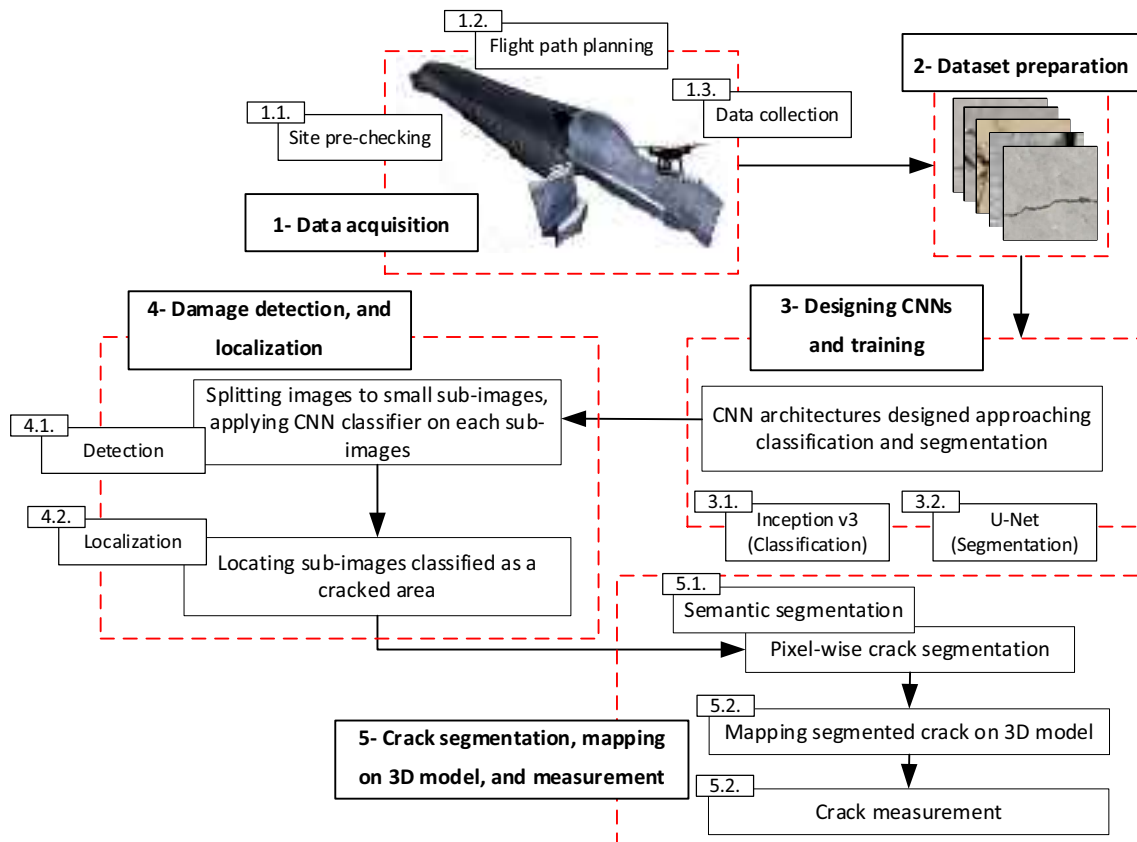 1.2.
Flight path planning
1.1.
Site pre-checking
1.3.
Data collection
1- Data acquisition
2- Dataset preparation
3- Designing CNNs
and training
CNN architectures designed approaching
classification and segmentation
3.1.
Inception v3
(Classification)
3.2.
U-Net
(Segmentation)
4- Damage detection, and
localization
Splitting images to small sub-images,
applying CNN classifier on each sub-
images
4.1.
Detection
4.2.
Localization
Locating sub-images classified as a
cracked area
5.1.
Semantic segmentation
Pixel-wise crack segmentation
5.2.
Mapping segmented crack on 3D model
5- Crack segmentation, mapping
on 3D model, and measurement
5.2.
Crack measurement